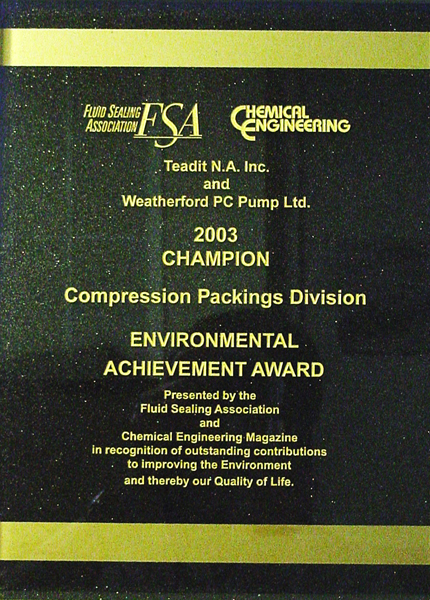 FLUID SEALING
ASSOCIATION
FSA
CHEMICAL
ENGINEERING
Teadit N.A. Inc.
and
Weatherford PC Pump Ltd.
2003
CHAMPION
Compression Packings Division
ENVIRONMENTAL
ACHIEVEMENT AWARD
Presented by the
Fluid Sealing Association
and
Chemical Engineering Magazine
in recognition of outstanding contributions
to improving the Environment
and thereby our Quality of Life.